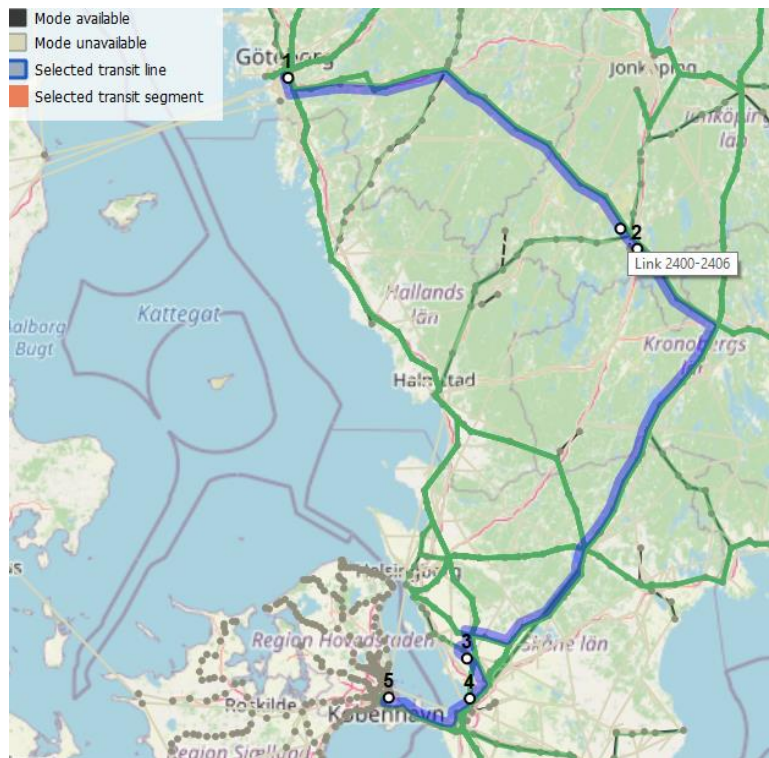 Mode available
Mode unavailable
Selected transit line
Selected transit segment
1
Göteborg
Jönköping
Jönköping
län
2
Link 2400-2406
Kattegat
Aalborg
Bugt
Hallands
län
Kronobergs
län
Halmstad
Helsingborg
Region Hovedstaden
3
Skåne län
5
4
Roskilde
København
Region Sjælland